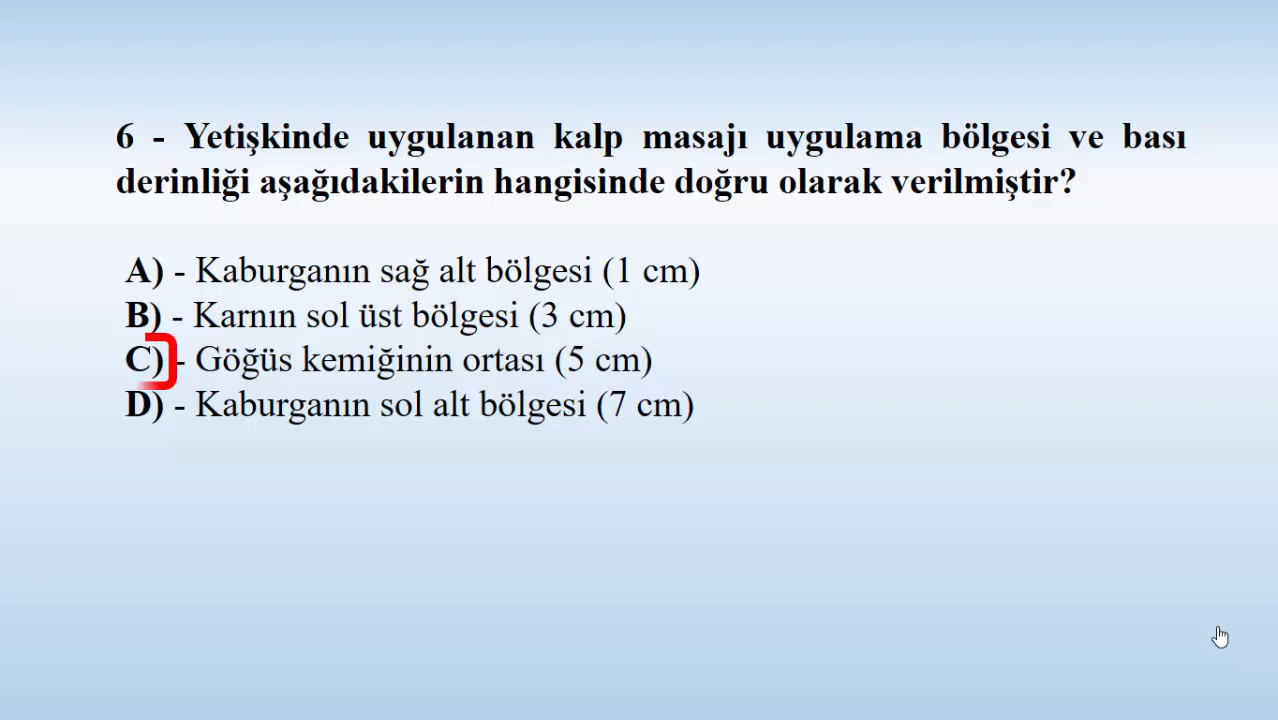 6 - Yetişkinde uygulanan kalp masajı uygulama bölgesi ve bası
derinliği aşağıdakilerin hangisinde doğru olarak verilmiştir?
A) - Kaburganın sağ alt bölgesi (1 cm)
B) - Karnın sol üst bölgesi (3 cm)
C) - Göğüs kemiğinin ortası (5 cm)
D) - Kaburganın sol alt bölgesi (7 cm)